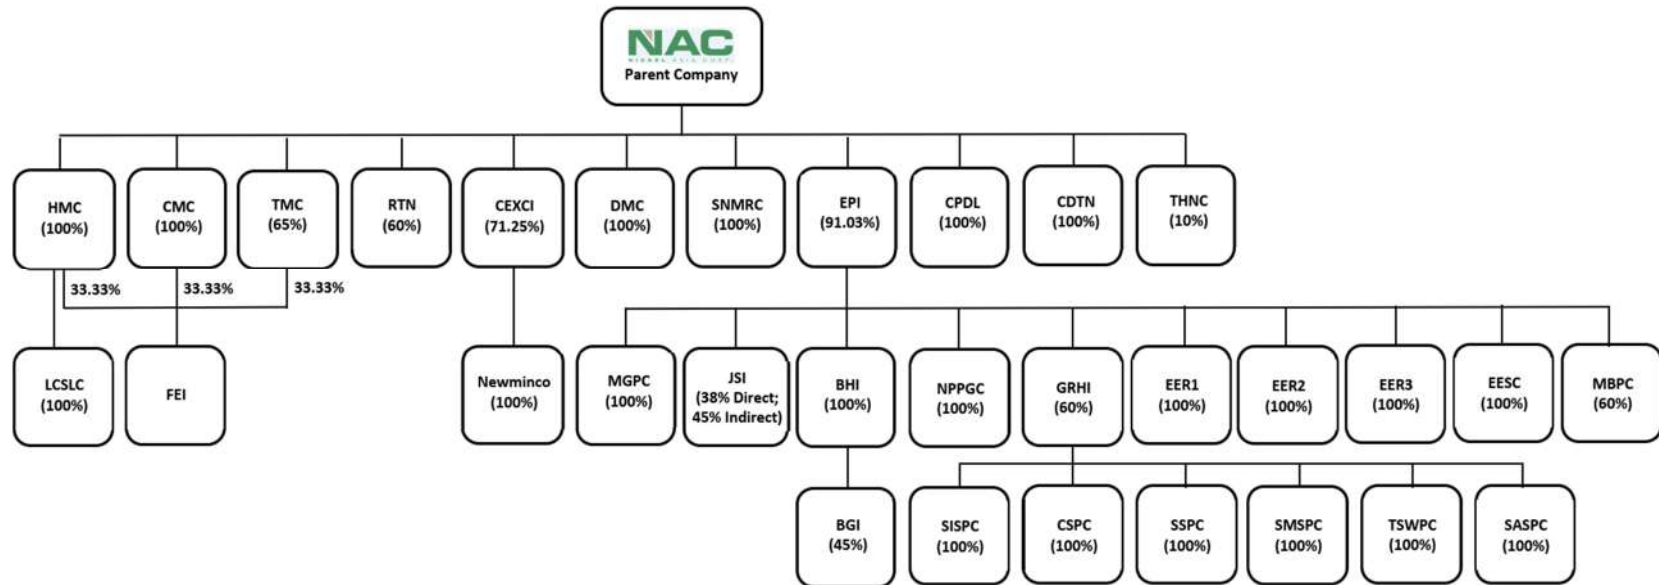 NAC
NICKEL ASIA CORP.
Parent Company
HMC
(100%)
CMC
(100%)
TMC
(65%)
RTN
(60%)
CEXCI
(71.25%)
DMC
(100%)
SNMRC
(100%)
EPI
(91.03%)
CPDL
(100%)
CDTN
(100%)
THNC
(10%)
33.33%
33.33%
33.33%
LCSLC
(100%)
FEI
Newminco
(100%)
MGPC
(100%)
JSI
(38% Direct;
45% Indirect)
BHI
(100%)
NPPGC
(100%)
GRHI
(60%)
EER1
(100%)
EER2
(100%)
EER3
(100%)
EESC
(100%)
MBPC
(60%)
BGI
(45%)
SISPC
(100%)
CSPC
(100%)
SSPC
(100%)
SMSPC
(100%)
TSWPC
(100%)
SASPC
(100%)